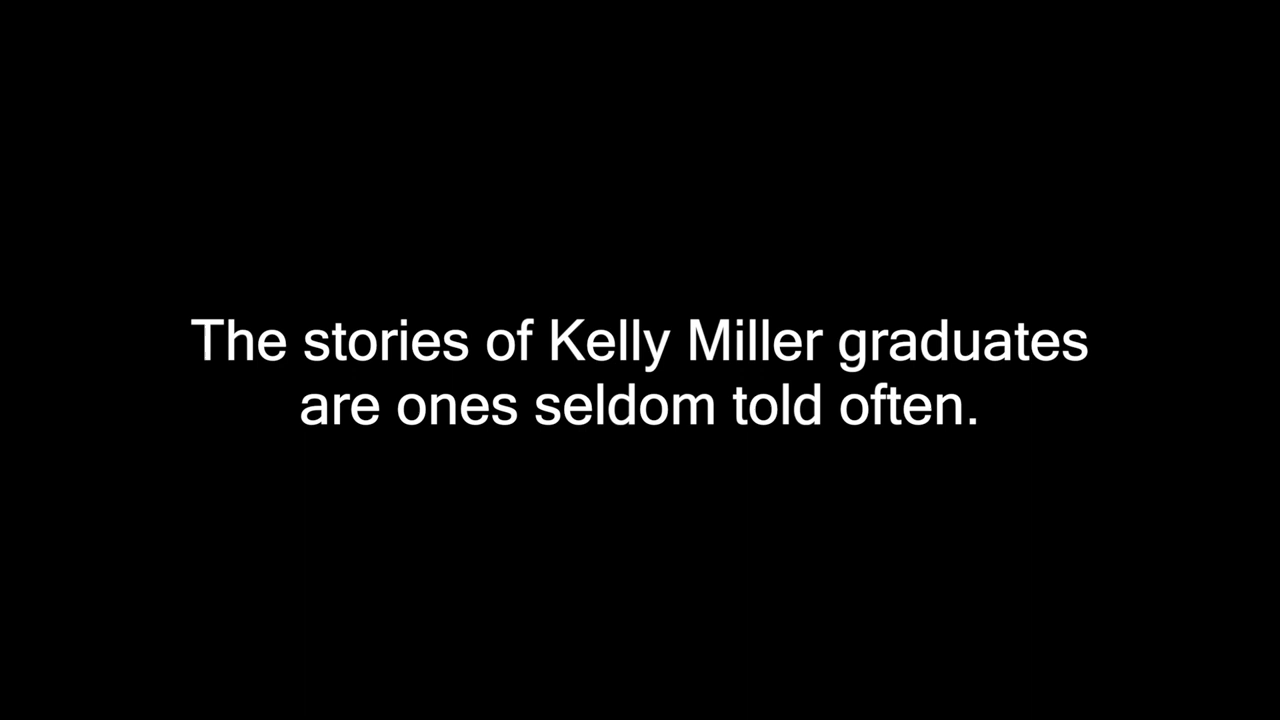 The stories of Kelly Miller graduates
are ones seldom told often.